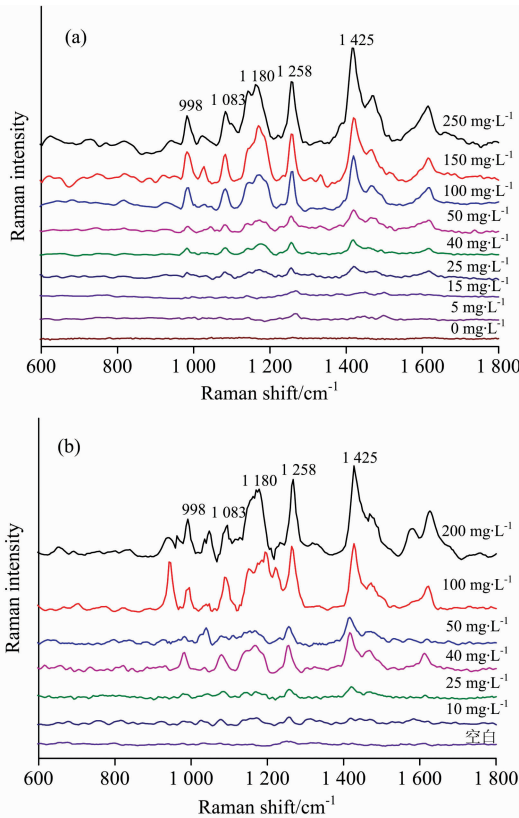 (a)
1 425
1 180
1 258
998
1 083
250 mg·L-1
150 mg·L-1
100 mg·L-1
50 mg·L-1
40 mg·L-1
25 mg·L-1
15 mg·L-1
5 mg·L-1
0 mg·L-1
Raman intensity
600 800 1 000 1 200 1 400 1 600 1 800
Raman shift/cm-1
(b)
1 425
1 180
1 258
998
1 083
200 mg·L-1
100 mg·L-1
50 mg·L-1
40 mg·L-1
25 mg·L-1
10 mg·L-1
空白
Raman intensity
600 800 1 000 1 200 1 400 1 600 1 800
Raman shift/cm-1